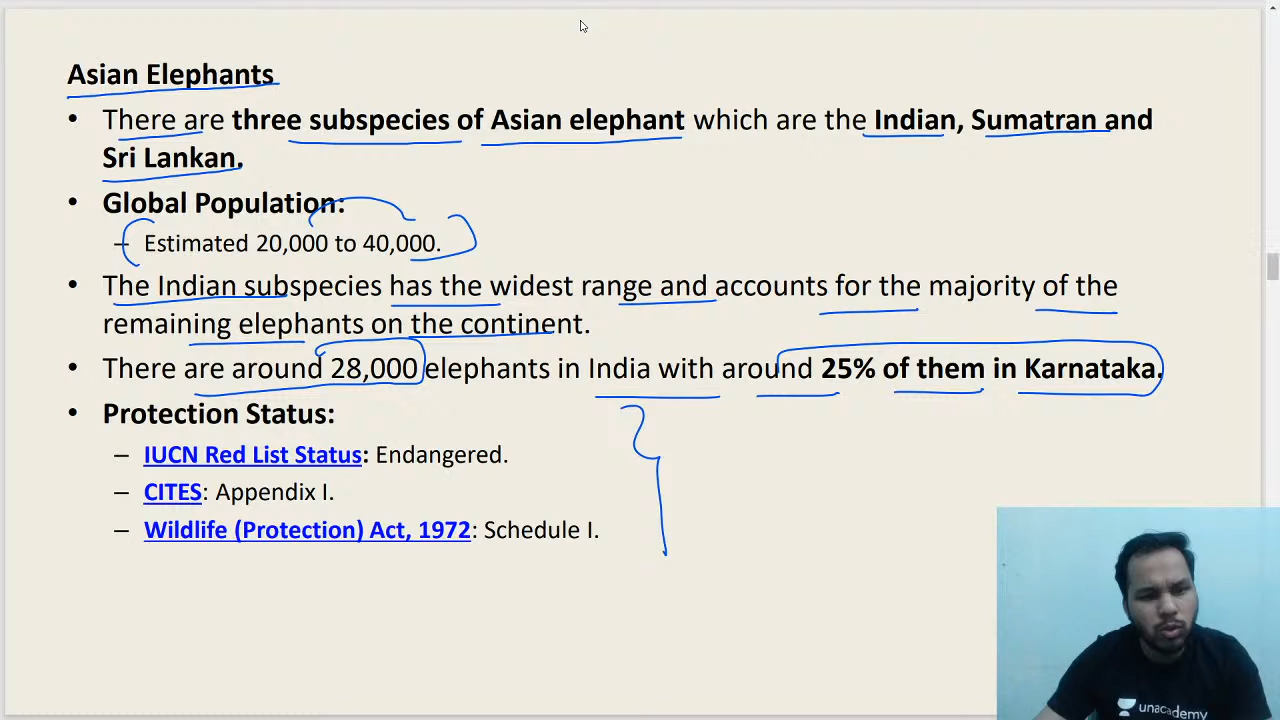 Asian Elephants
• There are three subspecies of Asian elephant which are the Indian, Sumatran and
Sri Lankan.
• Global Population:
– Estimated 20,000 to 40,000.
• The Indian subspecies has the widest range and accounts for the majority of the
remaining elephants on the continent.
• There are around 28,000 elephants in India with around 25% of them in Karnataka.
• Protection Status:
– IUCN Red List Status: Endangered.
– CITES: Appendix I.
– Wildlife (Protection) Act, 1972: Schedule I.
unacademy